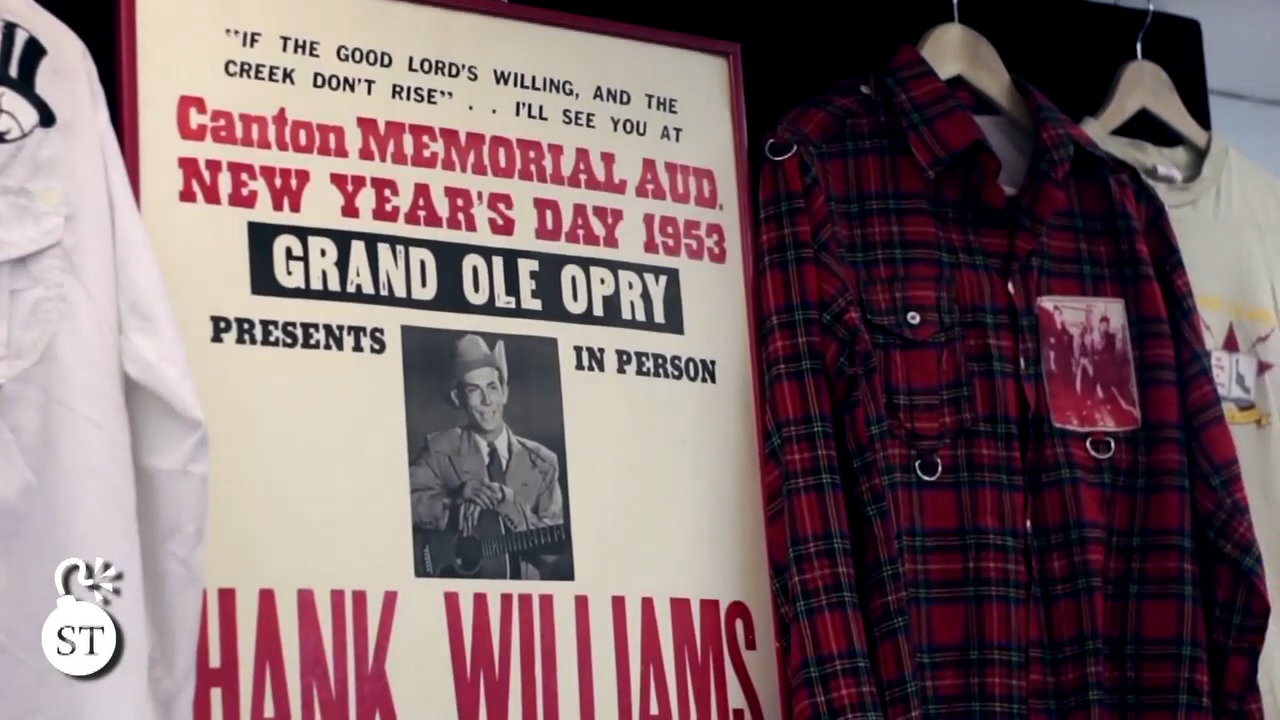 "IF THE GOOD LORD'S WILLING, AND THE
CREEK DON'T RISE" . . I'LL SEE YOU AT
Canton MEMORIAL AUD.
NEW YEAR'S DAY 1953
GRAND OLE OPRY
PRESENTS
IN PERSON
HANK WILLIAMS
ST